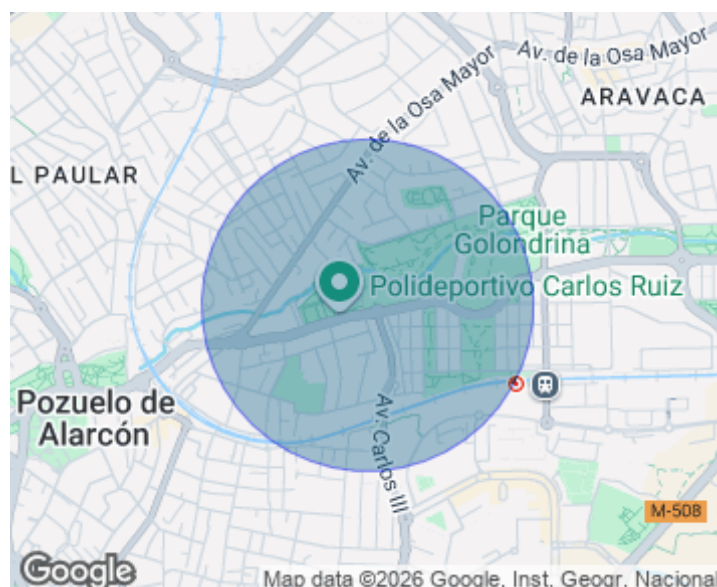 Av. de la Osa Mayor
ARAVACA
Av. de la Osa Mayor
L PAULAR
Parque
Golondrina
Polideportivo Carlos Ruiz
Pozuelo de
Alarcón
Av. Carlos III
M-508
Google
Map data ©2026 Google, Inst. Geogr. Nacional